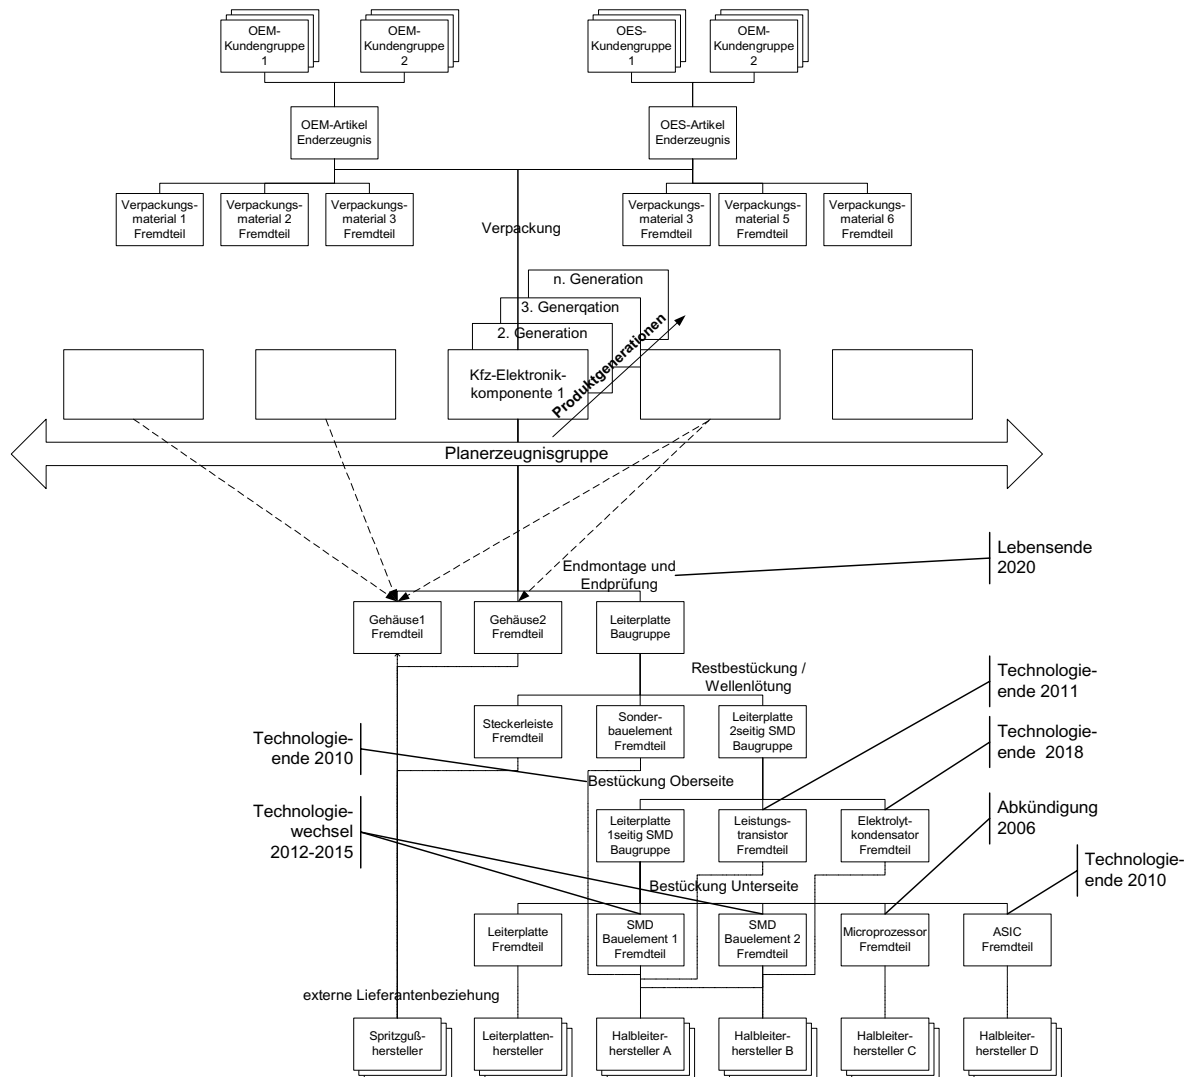 OEM-
Kundengruppe
1
OEM-
Kundengruppe
2
OES-
Kundengruppe
1
OEM-
Kundengruppe
2
OEM-Artikel
Enderzeugnis
OES-Artikel
Enderzeugnis
Verpackungs-
material 1
Fremdteil
Verpackungs-
material 2
Fremdteil
Verpackungs-
material 3
Fremdteil
Verpackungs-
material 3
Fremdteil
Verpackungs-
material 5
Fremdteil
Verpackungs-
material 6
Fremdteil
Verpackung
n. Generation
3. Generqation
2. Generation
Kfz-Elektronik-
komponente 1
Produktgenerationen
Planerzeugnisgruppe
Endmontage und
Endprüfung
Lebensende
2020
Gehäuse1
Fremdteil
Gehäuse2
Fremdteil
Leiterplatte
Baugruppe
Restbestückung /
Wellenlötung
Technologie-
ende 2011
Steckerleiste
Fremdteil
Sonder-
bauelement
Fremdteil
Leiterplatte
2seitig SMD
Baugruppe
Technologie-
ende 2010
Technologie-
ende  2018
Bestückung Oberseite
Technologie-
wechsel
2012-2015
Leiterplatte
1seitig SMD
Baugruppe
Leistungs-
transistor
Fremdteil
Elektrolyt-
kondensator
Fremdteil
Abkündigung
2006
Technologie-
ende 2010
Bestückung Unterseite
Leiterplatte
Fremdteil
SMD
Bauelement 1
Fremdteil
SMD
Bauelement 2
Fremdteil
Microprozessor
Fremdteil
ASIC
Fremdteil
externe Lieferantenbeziehung
Spritzguß-
hersteller
Leiterplatten-
hersteller
Halbleiter-
hersteller A
Halbleiter-
hersteller B
Halbleiter-
hersteller C
Halbleiter-
hersteller D